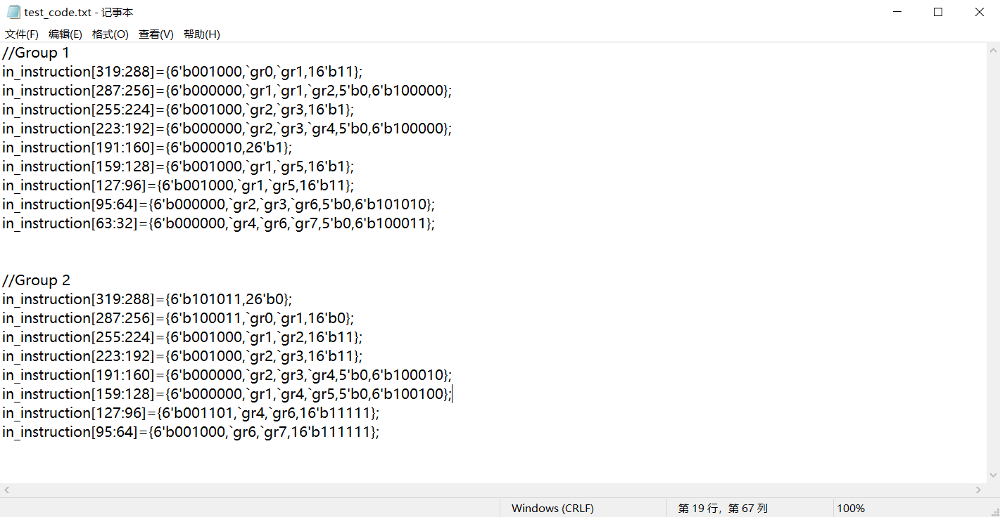 test_code.txt - 记事本
文件(F) 编辑(E) 格式(O) 查看(V) 帮助(H)
//Group 1
in_instruction[319:288]={6'b001000,`gr0,`gr1,16'b11};
in_instruction[287:256]={6'b000000,`gr1,`gr1,`gr2,5'b0,6'b100000};
in_instruction[255:224]={6'b001000,`gr2,`gr3,16'b1};
in_instruction[223:192]={6'b000000,`gr2,`gr3,`gr4,5'b0,6'b100000};
in_instruction[191:160]={6'b000010,26'b1};
in_instruction[159:128]={6'b001000,`gr1,`gr5,16'b1};
in_instruction[127:96]={6'b001000,`gr1,`gr5,16'b11};
in_instruction[95:64]={6'b000000,`gr2,`gr3,`gr6,5'b0,6'b101010};
in_instruction[63:32]={6'b000000,`gr4,`gr6,`gr7,5'b0,6'b100011};
//Group 2
in_instruction[319:288]={6'b101011,26'b0};
in_instruction[287:256]={6'b100011,`gr0,`gr1,16'b0};
in_instruction[255:224]={6'b001000,`gr1,`gr2,16'b11};
in_instruction[223:192]={6'b001000,`gr2,`gr3,16'b11};
in_instruction[191:160]={6'b000000,`gr2,`gr3,`gr4,5'b0,6'b100010};
in_instruction[159:128]={6'b000000,`gr1,`gr4,`gr5,5'b0,6'b100100};
in_instruction[127:96]={6'b001101,`gr4,`gr6,16'b11111};
in_instruction[95:64]={6'b001000,`gr6,`gr7,16'b111111};
Windows (CRLF) 第 19 行，第 67 列 100%